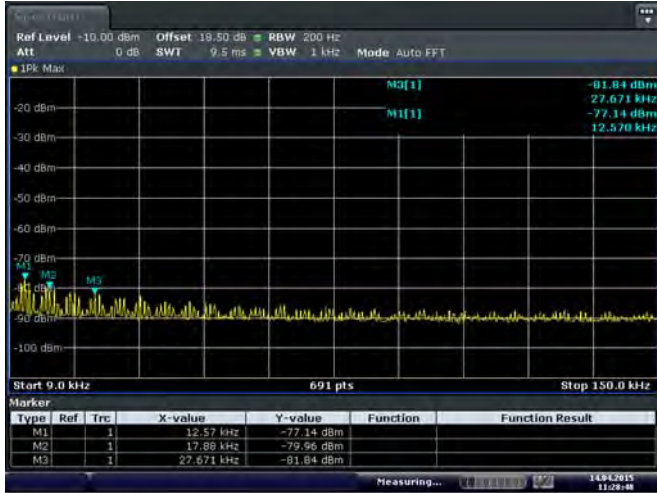 Spectrum
Ref Level -10.00 dBm Offset 18.50 dB RBW 200 Hz
Att 0 dB SWT 9.5 ms VBW 1 kHz Mode Auto FFT
1Pk Max
M3[1] -81.84 dBm
27.671 kHz
M1[1] -77.14 dBm
12.570 kHz
-20 dBm
-30 dBm
-40 dBm
-50 dBm
-60 dBm
-70 dBm
M1
M2
M3
-90 dBm
-100 dBm
Start 9.0 kHz 691 pts Stop 150.0 kHz
Marker
Type Ref Trc X-value Y-value Function Function Result
M1 1 12.57 kHz -77.14 dBm
M2 1 17.88 kHz -79.96 dBm
M3 1 27.671 kHz -81.84 dBm
Measuring... 14.04.2015
11:28:48